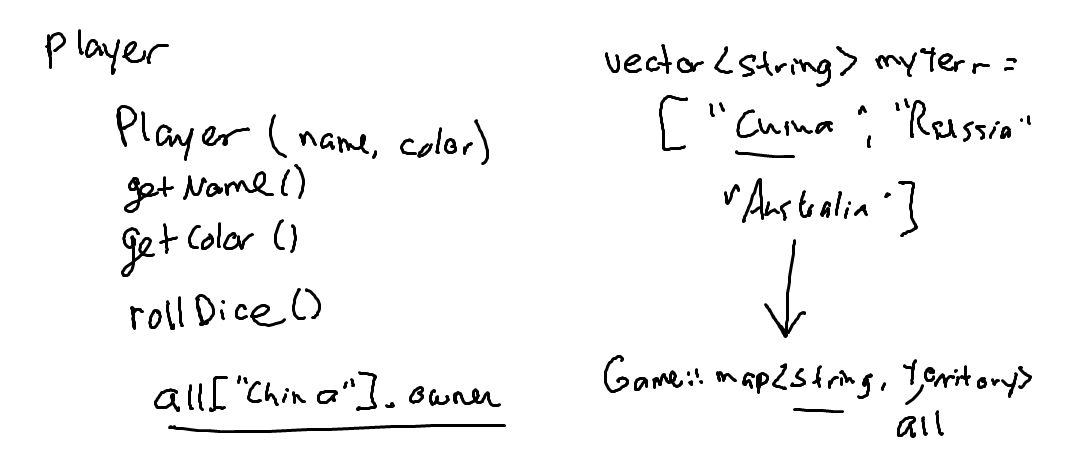 Player
Player (name, color)
getName()
getColor ()
rollDice()
all["China"]. owner
vector<string> myTerr =
["China", "Russia"
"Australia"]
Game:: map<string, Territory>
all